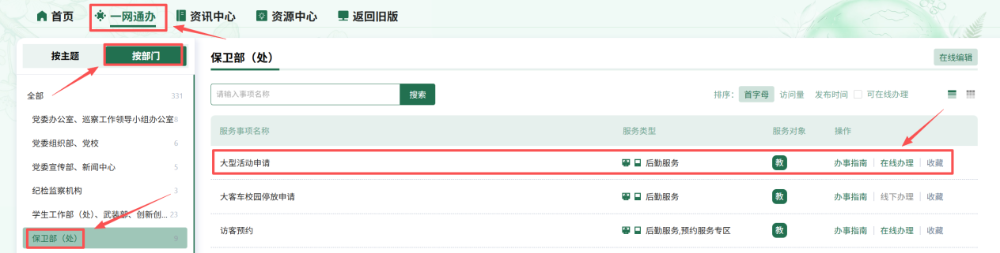 首页 一网通办 资讯中心 资源中心 返回旧版
按主题 按部门
全部 331
党委办公室、巡察工作领导小组办公室 8
党委组织部、党校 6
党委宣传部、新闻中心 5
纪检监察机构 3
学生工作部（处）、武装部、创新创... 23
保卫部（处） 9
保卫部（处） 在线编辑
请输入事项名称 搜索 排序： 首字母 访问量 发布时间 可在线办理
服务事项名称 服务类型 服务对象 操作
大型活动申请 后勤服务 教 办事指南 在线办理 收藏
大客车校园停放申请 后勤服务 教 办事指南 线下办理 收藏
访客预约 后勤服务,预约服务专区 教 办事指南 在线办理 收藏